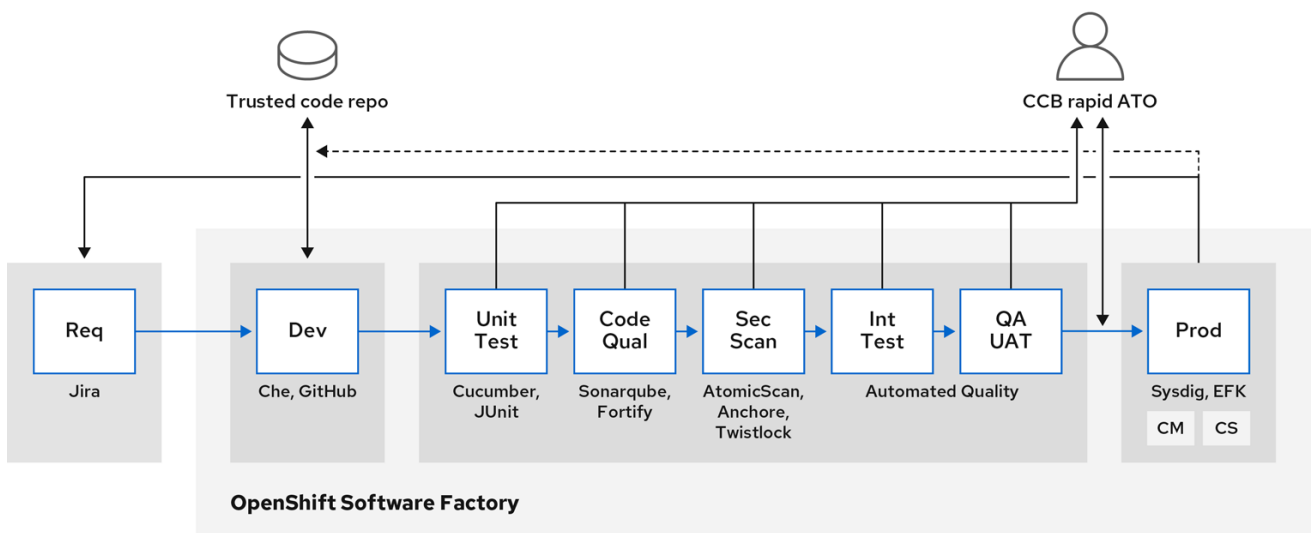 Trusted code repo
CCB rapid ATO
Req
Dev
Unit
Test
Code
Qual
Sec
Scan
Int
Test
QA
UAT
Prod
Jira
Che, GitHub
Cucumber,
JUnit
Sonarqube,
Fortify
AtomicScan,
Anchore,
Twistlock
Automated Quality
Sysdig, EFK
CM
CS
OpenShift Software Factory